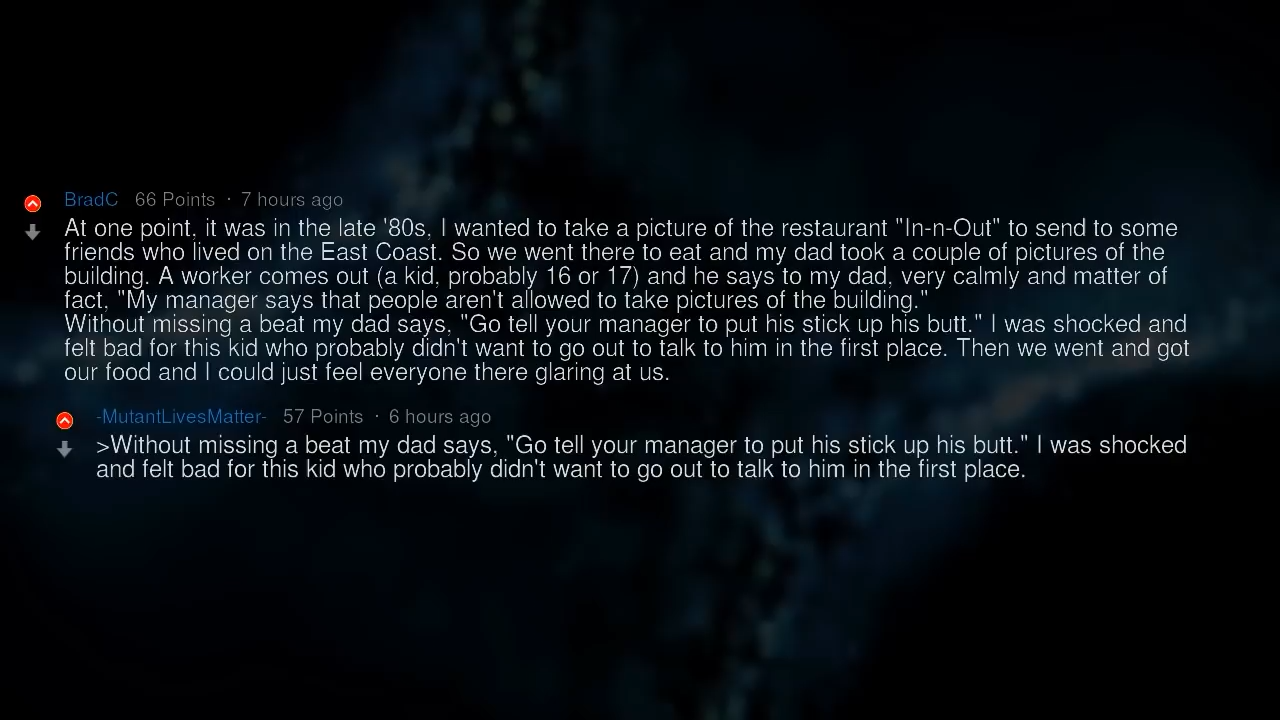 BradC 66 Points · 7 hours ago
At one point, it was in the late '80s, I wanted to take a picture of the restaurant "In-n-Out" to send to some
friends who lived on the East Coast. So we went there to eat and my dad took a couple of pictures of the
building. A worker comes out (a kid, probably 16 or 17) and he says to my dad, very calmly and matter of
fact, "My manager says that people aren't allowed to take pictures of the building."
Without missing a beat my dad says, "Go tell your manager to put his stick up his butt." I was shocked and
felt bad for this kid who probably didn't want to go out to talk to him in the first place. Then we went and got
our food and I could just feel everyone there glaring at us.
-MutantLivesMatter- 57 Points · 6 hours ago
>Without missing a beat my dad says, "Go tell your manager to put his stick up his butt." I was shocked
and felt bad for this kid who probably didn't want to go out to talk to him in the first place.